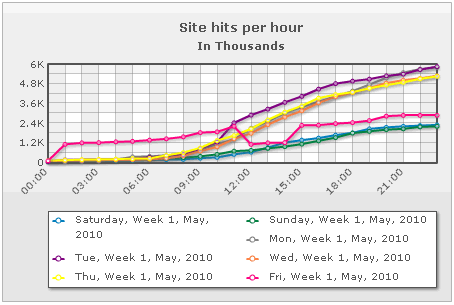 Site hits per hour
In Thousands
6K
4.8K
3.6K
2.4K
1.2K
0
00:00
03:00
06:00
09:00
12:00
15:00
18:00
21:00
Saturday, Week 1, May,
2010
Sunday, Week 1, May, 2010
Mon, Week 1, May, 2010
Tue, Week 1, May, 2010
Wed, Week 1, May, 2010
Thu, Week 1, May, 2010
Fri, Week 1, May, 2010